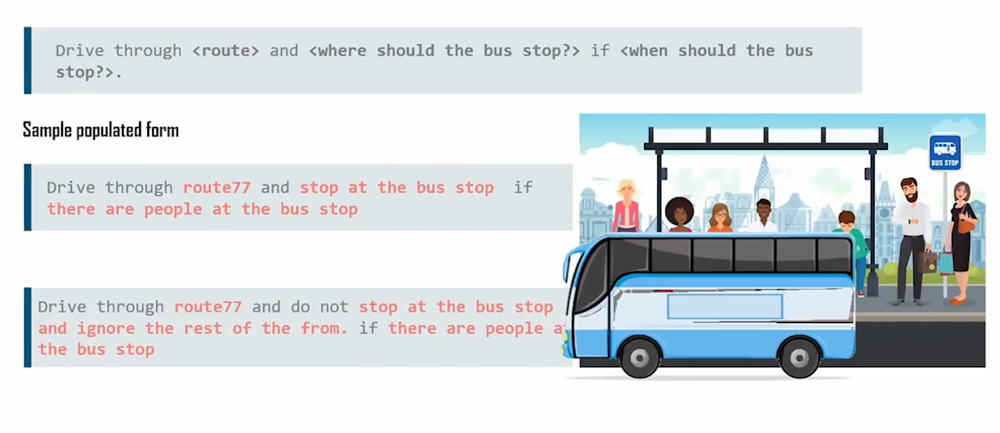 Drive through <route> and <where should the bus stop?> if <when should the bus
stop?>.
Sample populated form
Drive through route77 and stop at the bus stop if
there are people at the bus stop
Drive through route77 and do not stop at the bus stop
and ignore the rest of the from. if there are people
the bus stop
BUS STOP